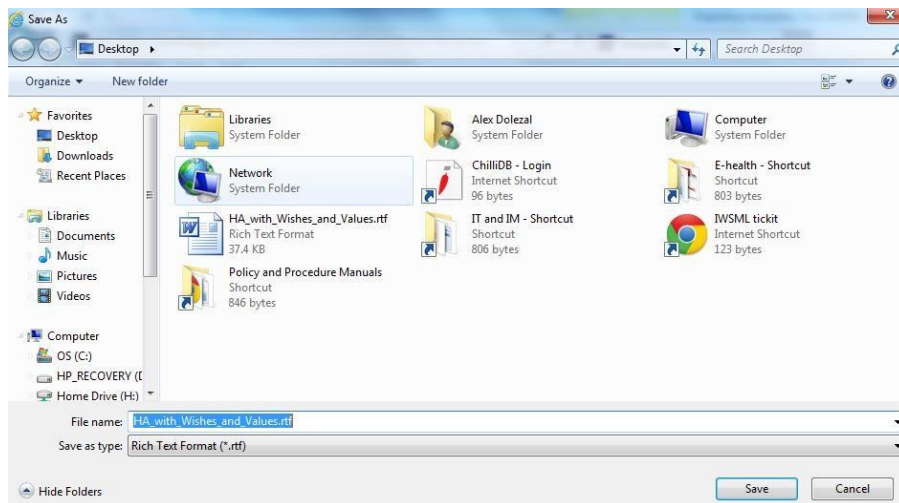 Save As
Desktop
Search Desktop
Organize
New folder
Favorites
Desktop
Downloads
Recent Places
Libraries
Documents
Music
Pictures
Videos
Computer
OS (C:)
HP_RECOVERY (D
Home Drive (H:)
Libraries
System Folder
Alex Dolezal
System Folder
Computer
System Folder
Network
System Folder
ChilliDB - Login
Internet Shortcut
96 bytes
E-health - Shortcut
Shortcut
803 bytes
HA_with_Wishes_and_Values.rtf
Rich Text Format
37.4 KB
IT and IM - Shortcut
Shortcut
806 bytes
IWSML tickit
Internet Shortcut
123 bytes
Policy and Procedure Manuals
Shortcut
846 bytes
File name: HA_with_Wishes_and_Values.rtf
Save as type: Rich Text Format (*.rtf)
Hide Folders
Save
Cancel